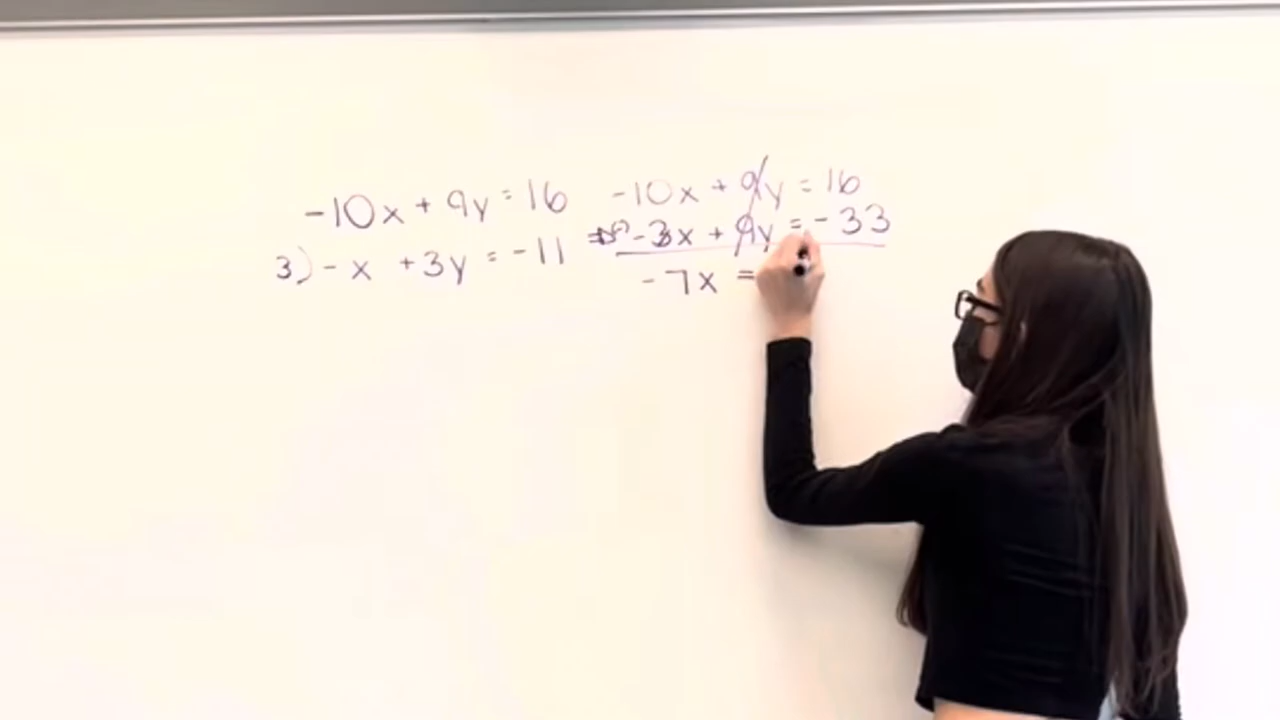 -10x + 9y = 16
3) -x + 3y = -11
-10x + 9y = 16
-3x + 9y = -33
-7x =